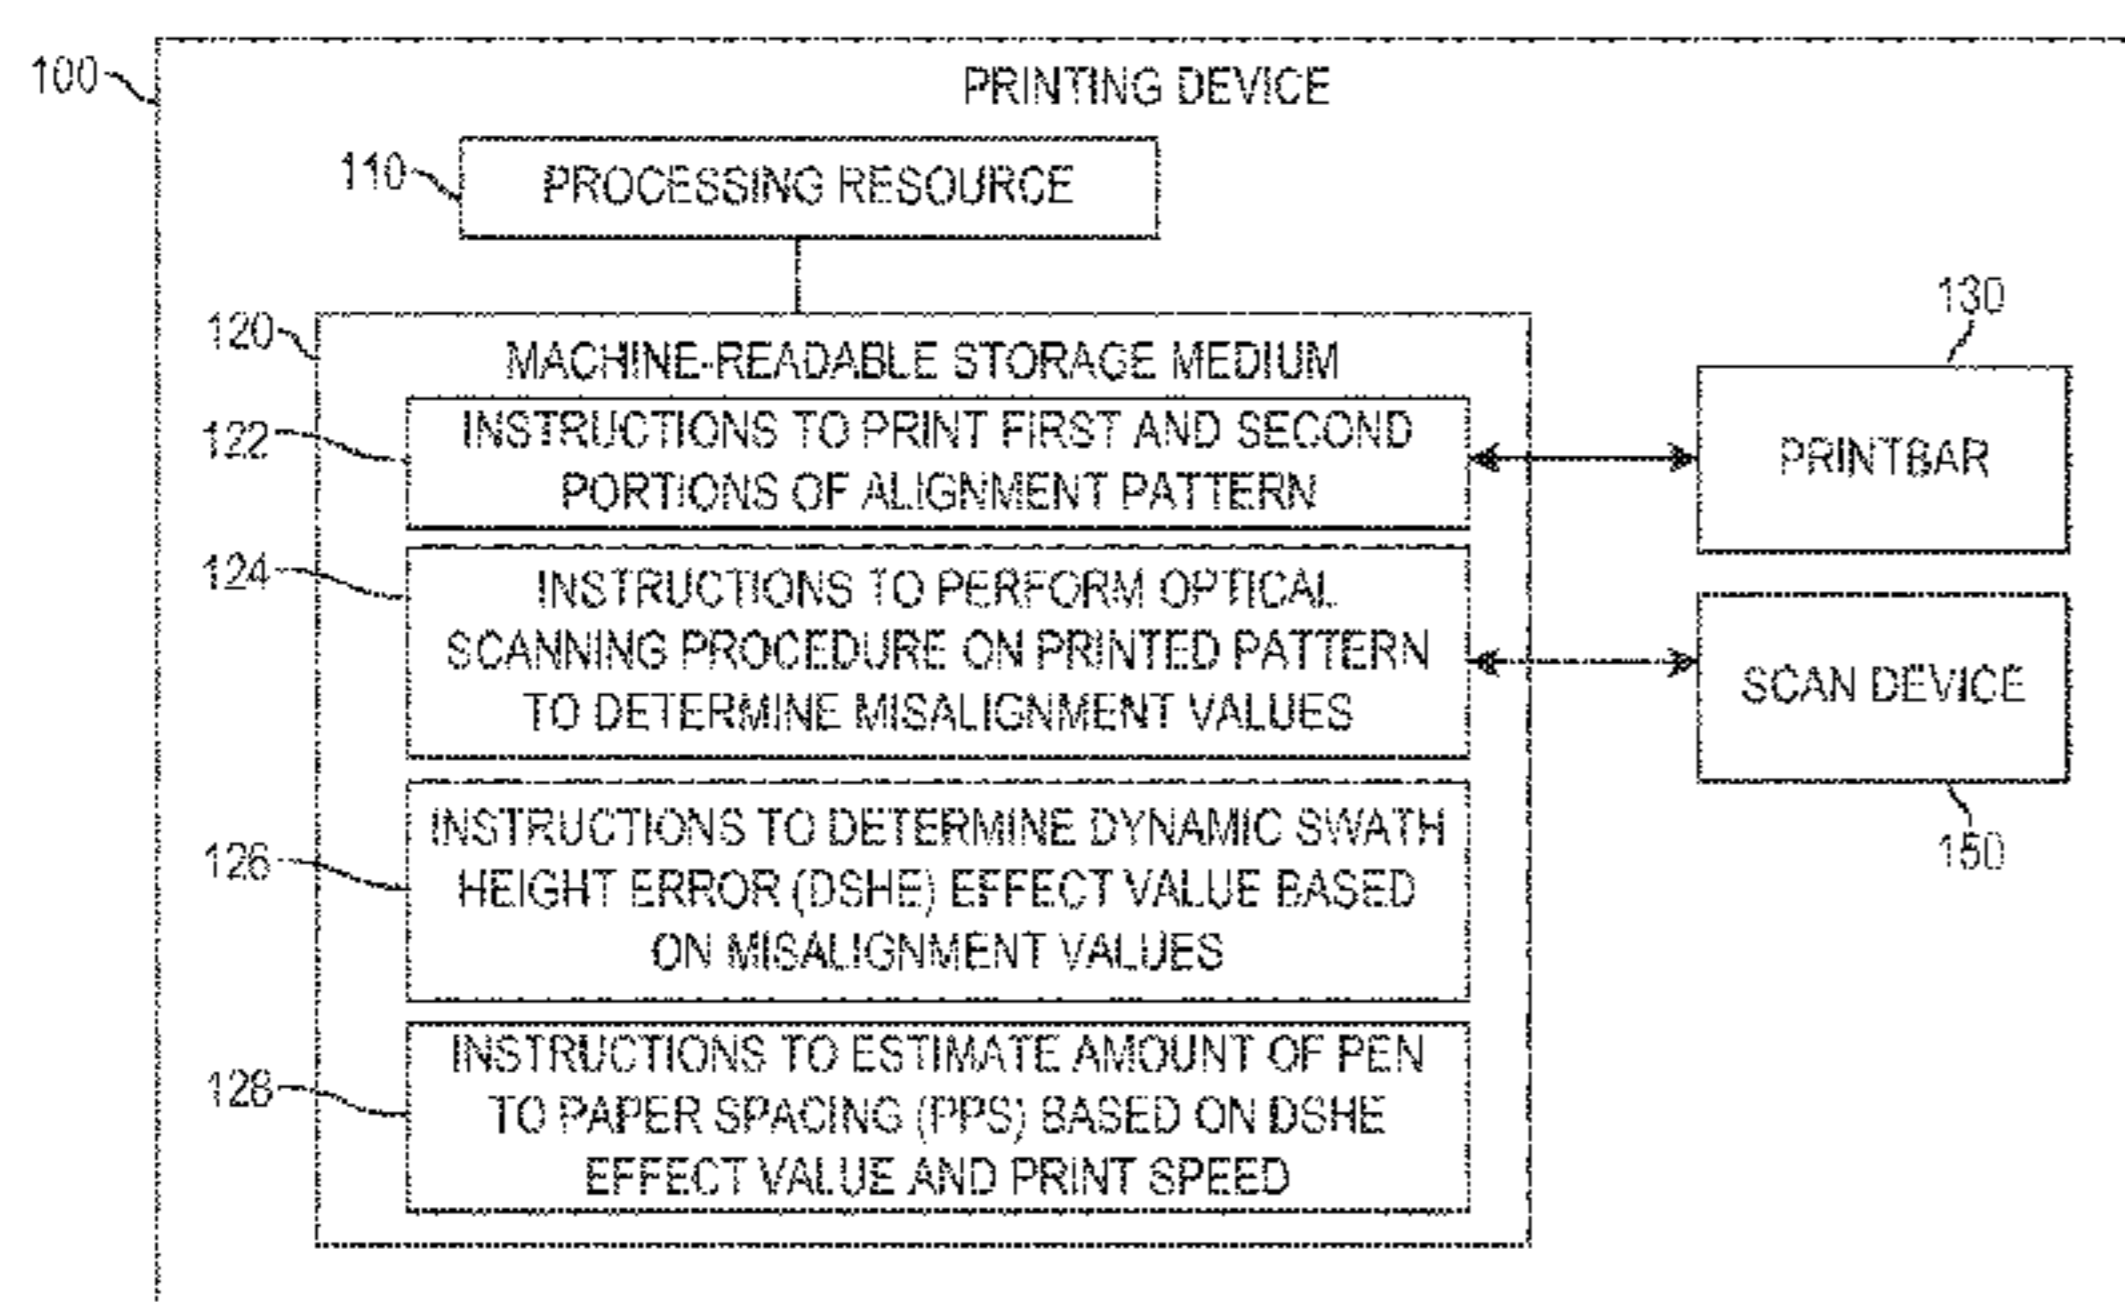 100
PRINTING DEVICE
110
PROCESSING RESOURCE
120
MACHINE-READABLE STORAGE MEDIUM
122
INSTRUCTIONS TO PRINT FIRST AND SECOND
PORTIONS OF ALIGNMENT PATTERN
124
INSTRUCTIONS TO PERFORM OPTICAL
SCANNING PROCEDURE ON PRINTED PATTERN
TO DETERMINE MISALIGNMENT VALUES
126
INSTRUCTIONS TO DETERMINE DYNAMIC SWATH
HEIGHT ERROR (DSHE) EFFECT VALUE BASED
ON MISALIGNMENT VALUES
128
INSTRUCTIONS TO ESTIMATE AMOUNT OF PEN
TO PAPER SPACING (PPS) BASED ON DSHE
EFFECT VALUE AND PRINT SPEED
130
PRINTBAR
SCAN DEVICE
150